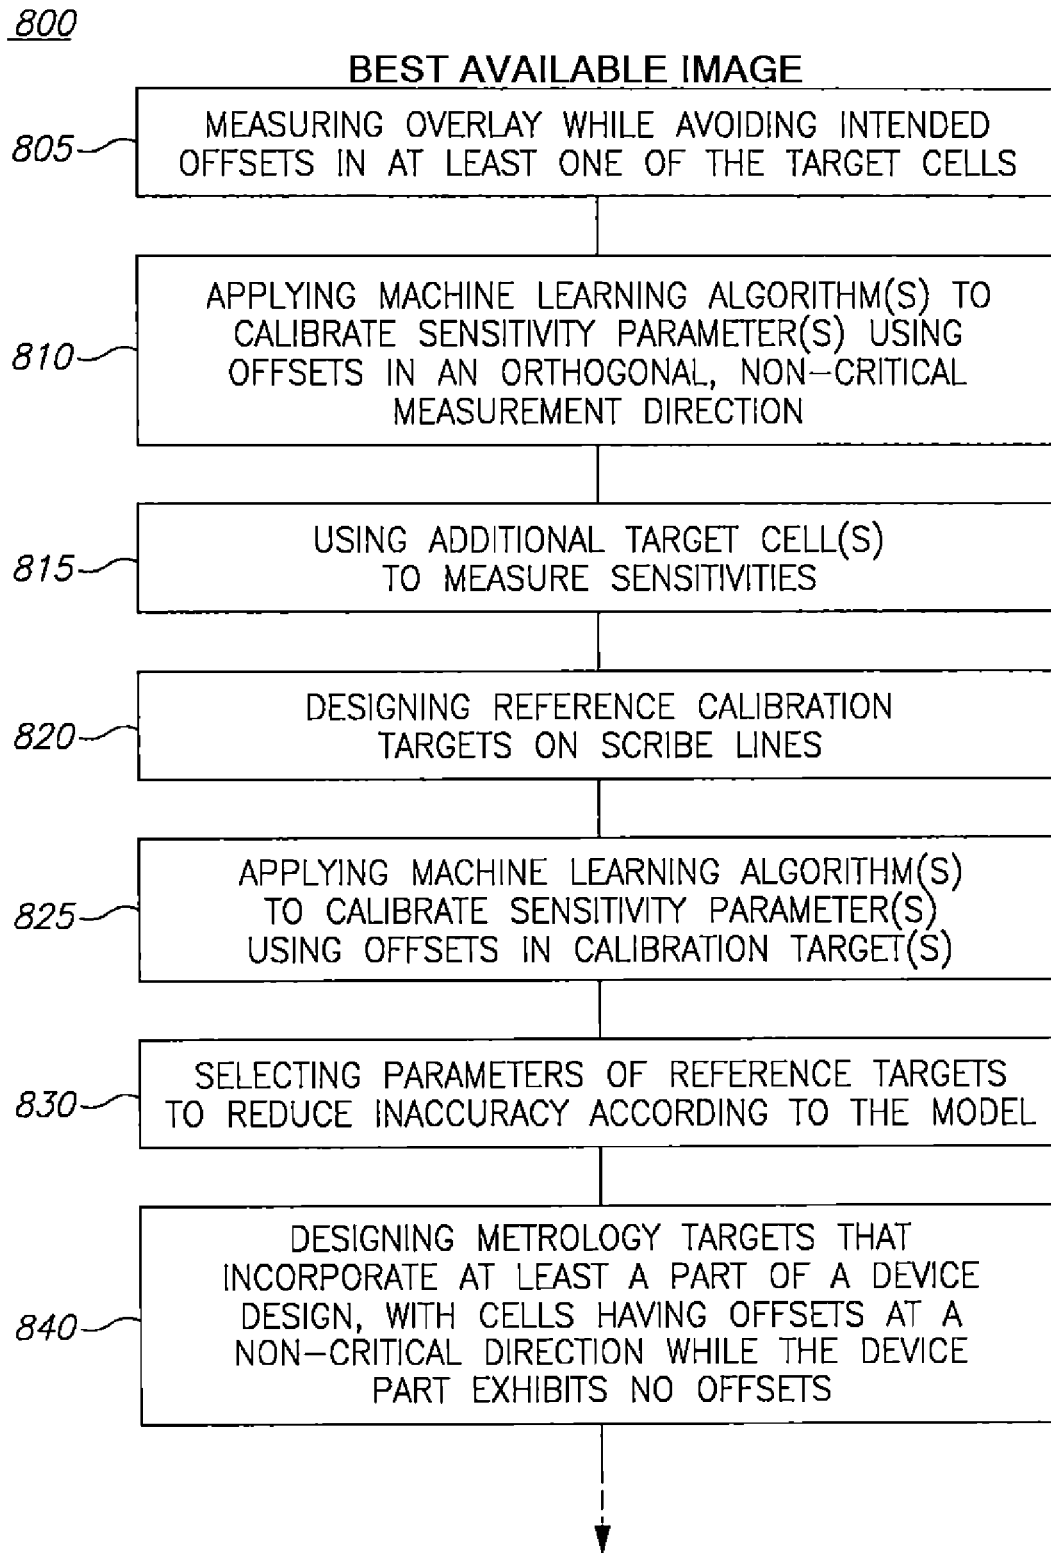 800
BEST AVAILABLE IMAGE
805
MEASURING OVERLAY WHILE AVOIDING INTENDED
OFFSETS IN AT LEAST ONE OF THE TARGET CELLS
810
APPLYING MACHINE LEARNING ALGORITHM(S) TO
CALIBRATE SENSITIVITY PARAMETER(S) USING
OFFSETS IN AN ORTHOGONAL, NON-CRITICAL
MEASUREMENT DIRECTION
815
USING ADDITIONAL TARGET CELL(S)
TO MEASURE SENSITIVITIES
820
DESIGNING REFERENCE CALIBRATION
TARGETS ON SCRIBE LINES
825
APPLYING MACHINE LEARNING ALGORITHM(S)
TO CALIBRATE SENSITIVITY PARAMETER(S)
USING OFFSETS IN CALIBRATION TARGET(S)
830
SELECTING PARAMETERS OF REFERENCE TARGETS
TO REDUCE INACCURACY ACCORDING TO THE MODEL
840
DESIGNING METROLOGY TARGETS THAT
INCORPORATE AT LEAST A PART OF A DEVICE
DESIGN, WITH CELLS HAVING OFFSETS AT A
NON-CRITICAL DIRECTION WHILE THE DEVICE
PART EXHIBITS NO OFFSETS